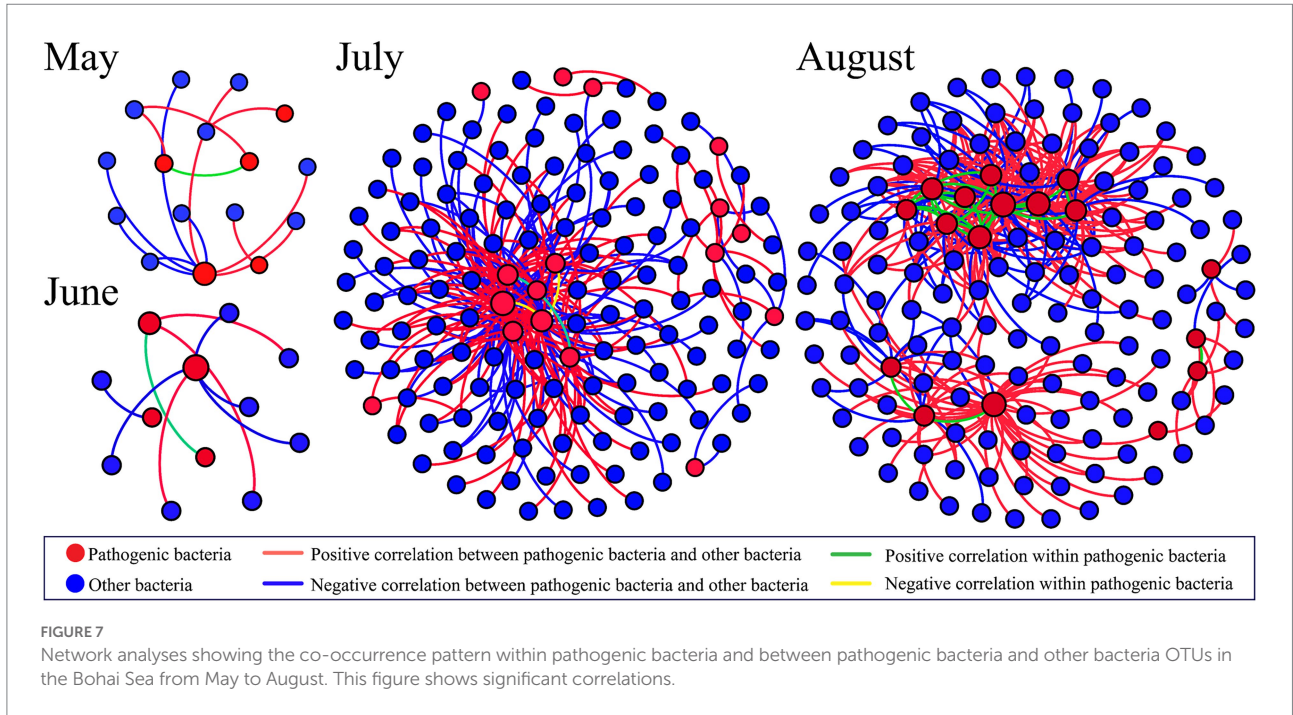 May
July
August
June
Pathogenic bacteria
Positive correlation between pathogenic bacteria and other bacteria
Positive correlation within pathogenic bacteria
Other bacteria
Negative correlation between pathogenic bacteria and other bacteria
Negative correlation within pathogenic bacteria
FIGURE 7
Network analyses showing the co-occurrence pattern within pathogenic bacteria and between pathogenic bacteria and other bacteria OTUs in
the Bohai Sea from May to August. This figure shows significant correlations.